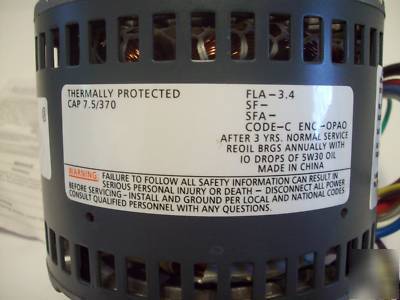 THERMALLY PROTECTED
CAP 7.5/370
FLA-3.4
SF-
SFA-
CODE-C ENC-OPAO
AFTER 3 YRS. NORMAL SERVICE
REOIL BRGS ANNUALLY WITH
IO DROPS OF 5W30 OIL
MADE IN CHINA
WARNING: FAILURE TO FOLLOW ALL SAFETY INFORMATION CAN RESULT IN
SERIOUS PERSONAL INJURY OR DEATH - DISCONNECT ALL POWER
BEFORE SERVICING - INSTALL AND GROUND PER LOCAL AND NATIONAL CODES
CONSULT QUALIFIED PERSONNEL WITH ANY QUESTIONS.